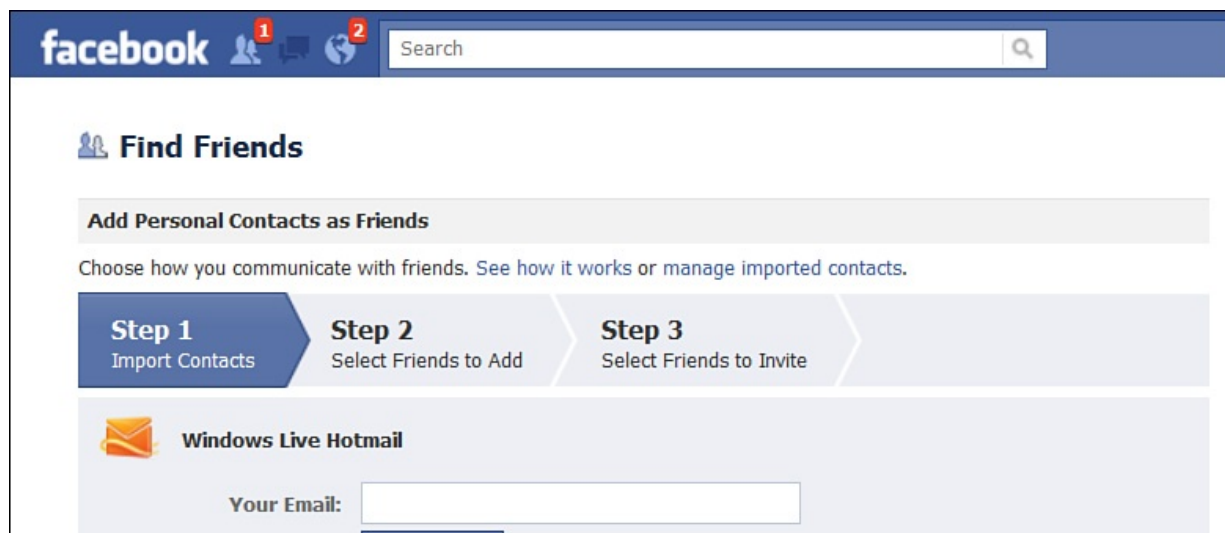 facebook 1 2 Search
Find Friends
Add Personal Contacts as Friends
Choose how you communicate with friends. See how it works or manage imported contacts.
Step 1 Step 2 Step 3
Import Contacts Select Friends to Add Select Friends to Invite
Windows Live Hotmail
Your Email: